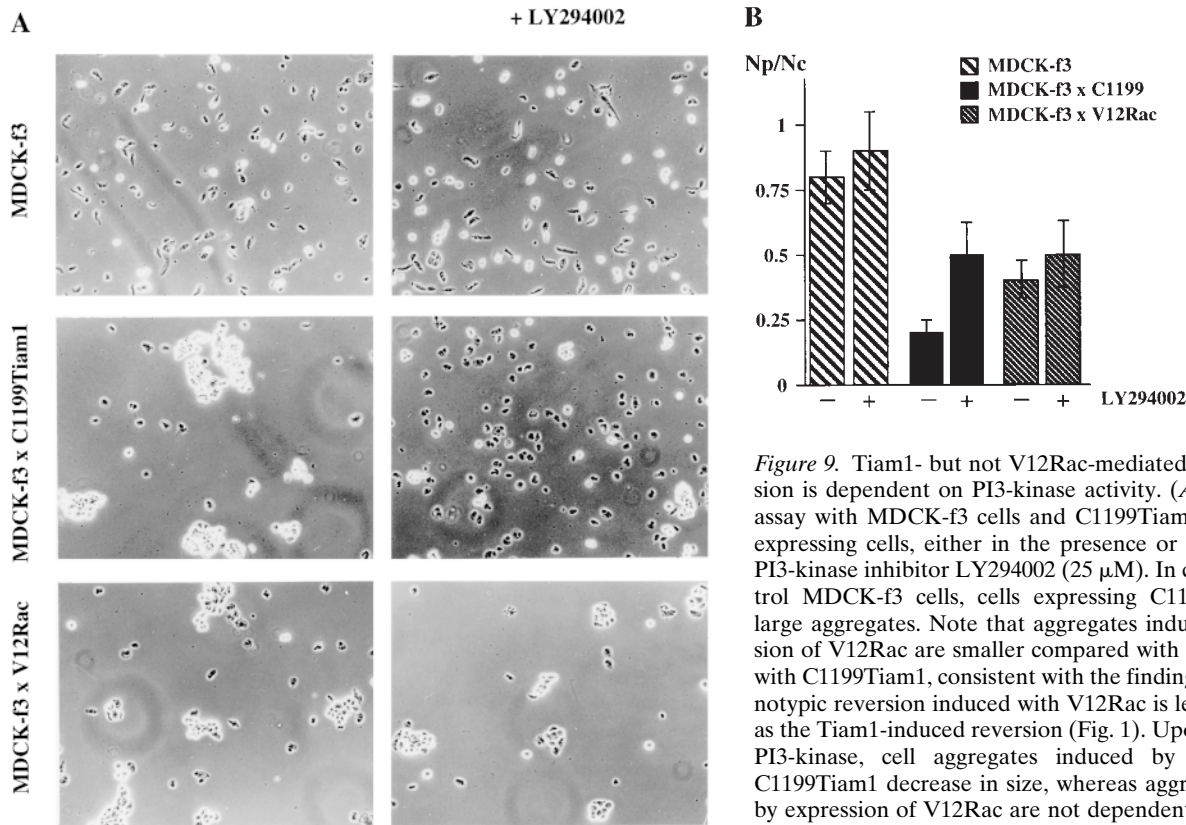 A
+ LY294002
MDCK-f3
MDCK-f3 x C1199Tiam1
MDCK-f3 x V12Rac
B
Np/Nc
MDCK-f3
MDCK-f3 x C1199
MDCK-f3 x V12Rac
1
0.75
0.5
0.25
0
− + − + − + LY294002
Figure 9. Tiam1- but not V12Rac-mediated
sion is dependent on PI3-kinase activity. (A
assay with MDCK-f3 cells and C1199Tiam
expressing cells, either in the presence or
PI3-kinase inhibitor LY294002 (25 μM). In c
trol MDCK-f3 cells, cells expressing C11
large aggregates. Note that aggregates indu
sion of V12Rac are smaller compared with
with C1199Tiam1, consistent with the finding
notypic reversion induced with V12Rac is le
as the Tiam1-induced reversion (Fig. 1). Upo
PI3-kinase, cell aggregates induced by
C1199Tiam1 decrease in size, whereas aggr
by expression of V12Rac are not dependent